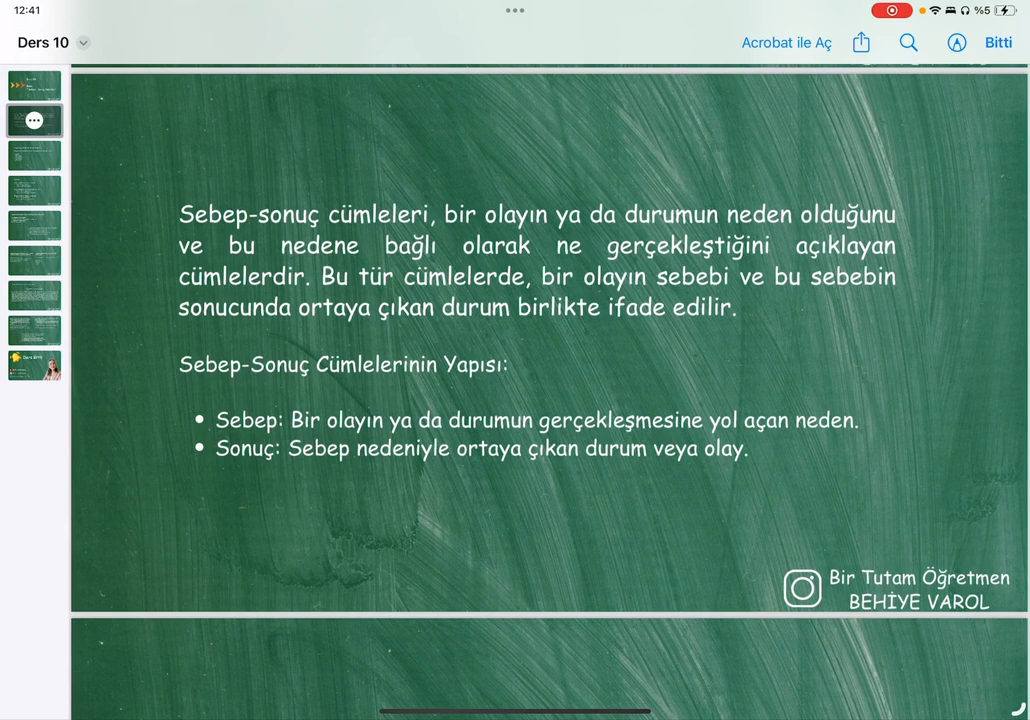 12:41
%5
Ders 10
Acrobat ile Aç
Bitti
Sebep-sonuç cümleleri, bir olayın ya da durumun neden olduğunu
ve bu nedene bağlı olarak ne gerçekleştiğini açıklayan
cümlelerdir. Bu tür cümlelerde, bir olayın sebebi ve bu sebebin
sonucunda ortaya çıkan durum birlikte ifade edilir.
Sebep-Sonuç Cümlelerinin Yapısı:
• Sebep: Bir olayın ya da durumun gerçekleşmesine yol açan neden.
• Sonuç: Sebep nedeniyle ortaya çıkan durum veya olay.
Bir Tutam Öğretmen
BEHİYE VAROL